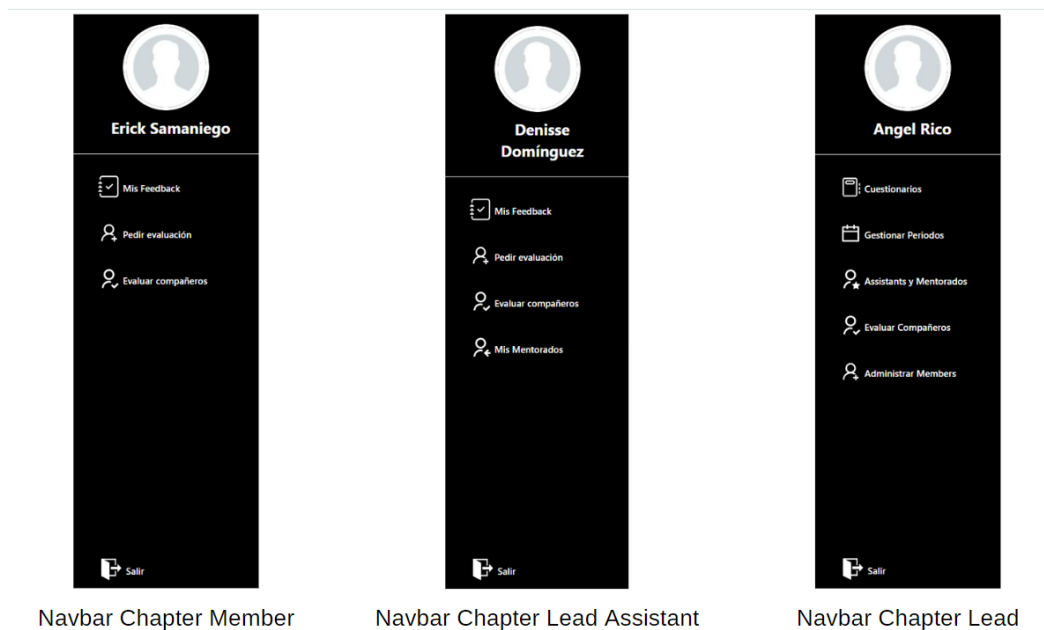 Erick Samaniego
Mis Feedback
Pedir evaluación
Evaluar compañeros
Salir
Navbar Chapter Member
Denisse
Domínguez
Mis Feedback
Pedir evaluación
Evaluar compañeros
Mis Mentorados
Salir
Navbar Chapter Lead Assistant
Angel Rico
Cuestionarios
Gestionar Periodos
Assistants y Mentorados
Evaluar Compañeros
Administrar Members
Salir
Navbar Chapter Lead